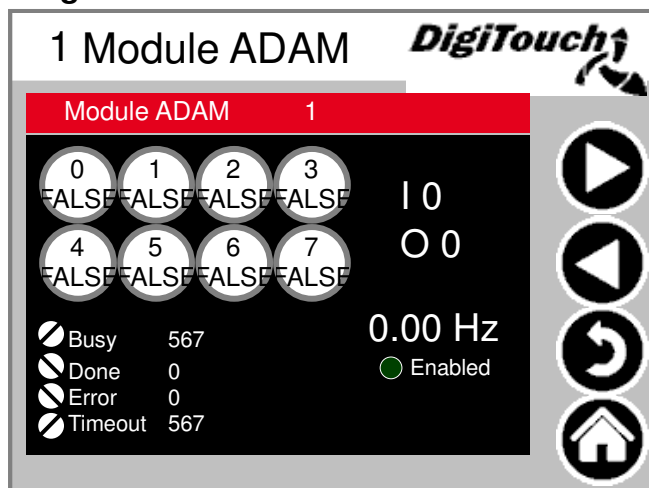 1 Module ADAM
DigiTouch
Module ADAM 1
0 1 2 3
FALSE FALSE FALSE FALSE
I 0
4 5 6 7
FALSE FALSE FALSE FALSE
O 0
Busy 567
Done 0
Error 0
Timeout 567
0.00 Hz
Enabled